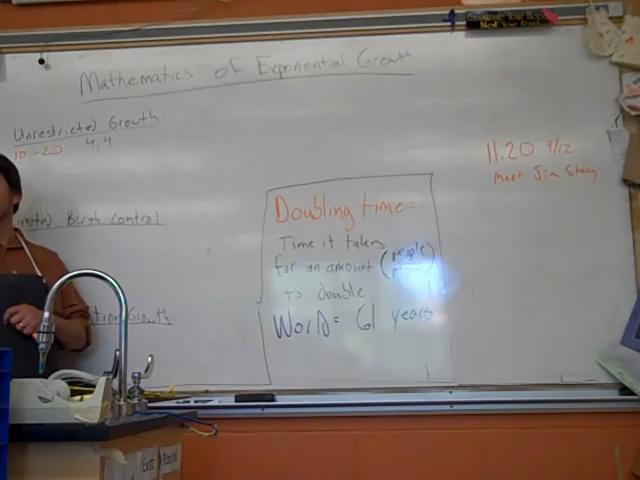 Mathematics of Exponential Growth
Unrestricted Growth
10-20 4,4
Birth Control
Growth
Doubling time=
Time it takes
for an amount (people)
to double
World= 61 years
11:20 9/12
Meet Jim